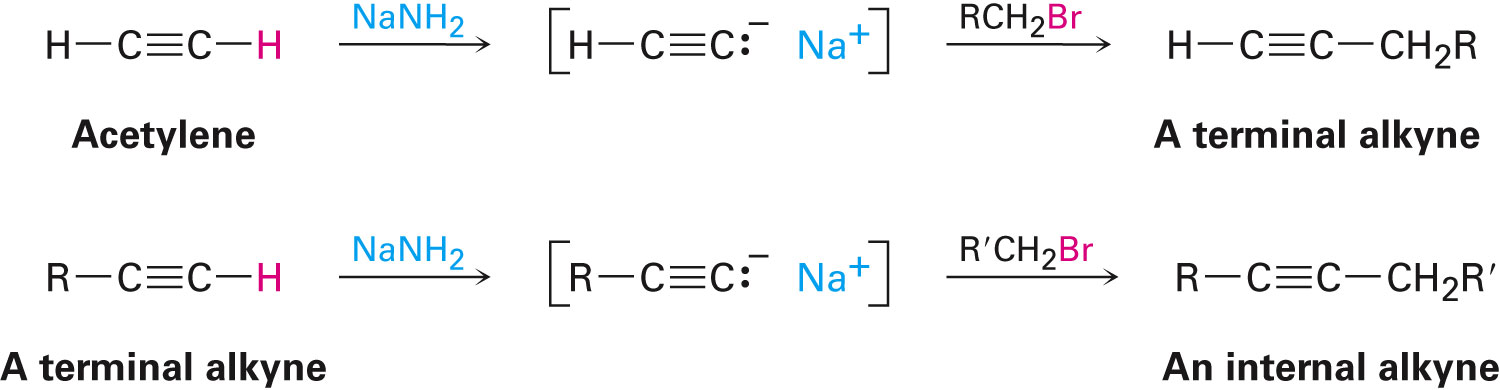 NaNH₂ RCH₂Br
H—C≡C—H [H—C≡C:⁻ Na⁺] H—C≡C—CH₂R
Acetylene A terminal alkyne
NaNH₂ R′CH₂Br
R—C≡C—H [R—C≡C:⁻ Na⁺] R—C≡C—CH₂R′
A terminal alkyne An internal alkyne